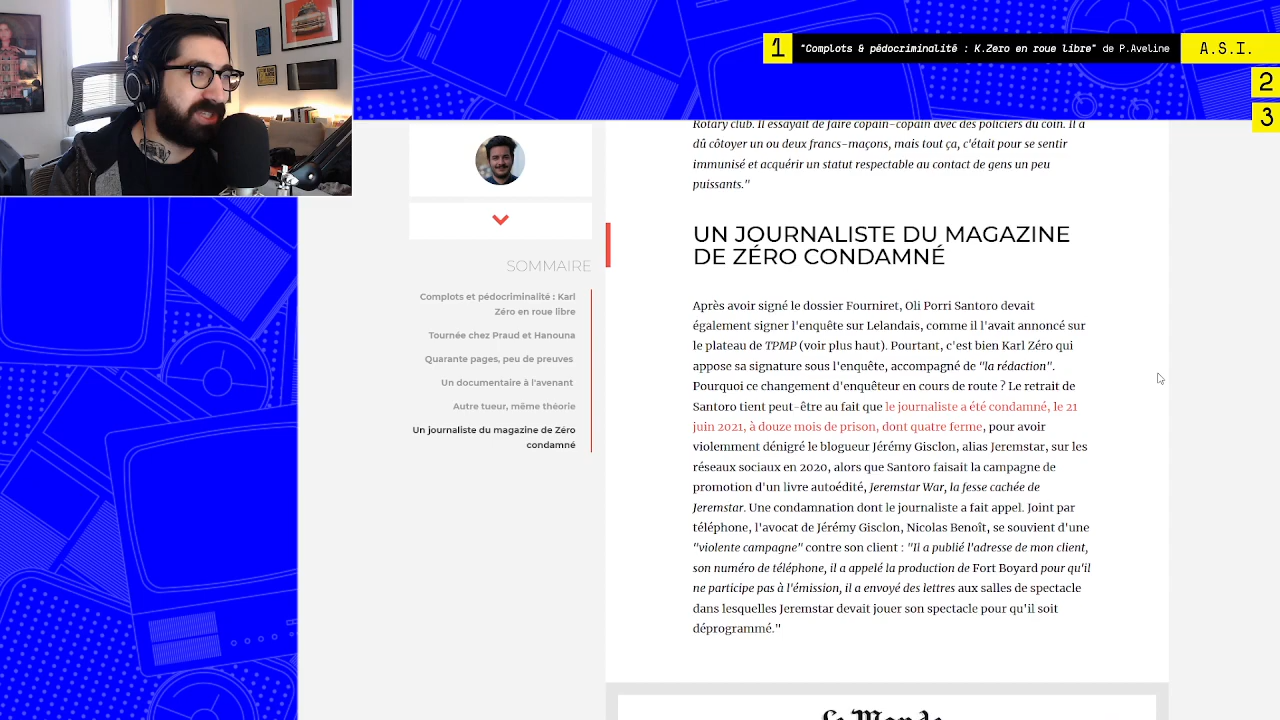 1 "Complots & pédocriminalité : K.Zero en roue libre" de P.Aveline A.S.I.
2
3
Rotary club. Il essayait de faire copain-copain avec des policiers du coin. Il a
dû côtoyer un ou deux francs-maçons, mais tout ça, c'était pour se sentir
immunisé et acquérir un statut respectable au contact de gens un peu
puissants."
SOMMAIRE
Complots et pédocriminalité : Karl
Zéro en roue libre
Tournée chez Praud et Hanouna
Quarante pages, peu de preuves
Un documentaire à l'avenant
Autre tueur, même théorie
Un journaliste du magazine de Zéro
condamné
UN JOURNALISTE DU MAGAZINE
DE ZÉRO CONDAMNÉ
Après avoir signé le dossier Fourniret, Oli Porri Santoro devait
également signer l'enquête sur Lelandais, comme il l'avait annoncé sur
le plateau de TPMP (voir plus haut). Pourtant, c'est bien Karl Zéro qui
appose sa signature sous l'enquête, accompagné de "la rédaction".
Pourquoi ce changement d'enquêteur en cours de route ? Le retrait de
Santoro tient peut-être au fait que le journaliste a été condamné, le 21
juin 2021, à douze mois de prison, dont quatre ferme, pour avoir
violemment dénigré le blogueur Jérémy Gisclon, alias Jeremstar, sur les
réseaux sociaux en 2020, alors que Santoro faisait la campagne de
promotion d'un livre autoédité, Jeremstar War, la fesse cachée de
Jeremstar. Une condamnation dont le journaliste a fait appel. Joint par
téléphone, l'avocat de Jérémy Gisclon, Nicolas Benoît, se souvient d'une
"violente campagne" contre son client : "Il a publié l'adresse de mon client,
son numéro de téléphone, il a appelé la production de Fort Boyard pour qu'il
ne participe pas à l'émission, il a envoyé des lettres aux salles de spectacle
dans lesquelles Jeremstar devait jouer son spectacle pour qu'il soit
déprogrammé."
Le Monde